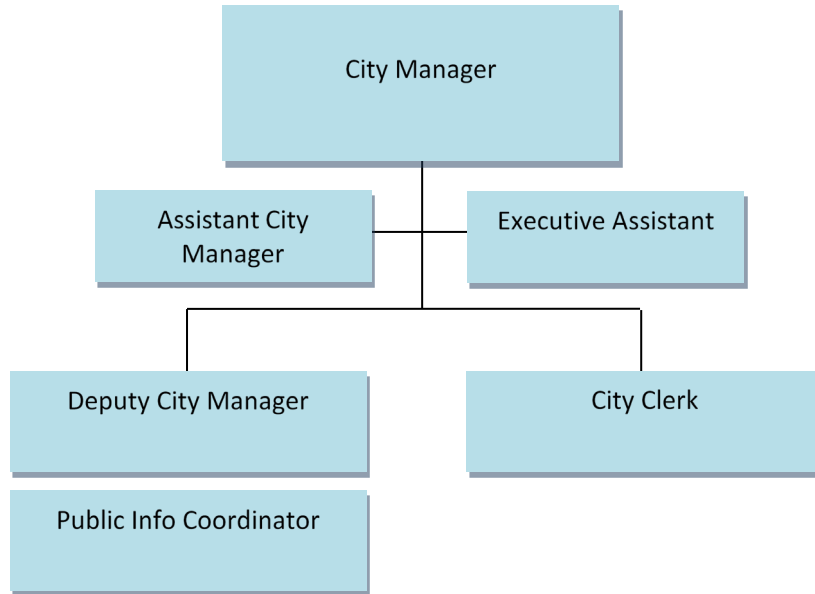 City Manager
Assistant City
Manager
Executive Assistant
Deputy City Manager
City Clerk
Public Info Coordinator